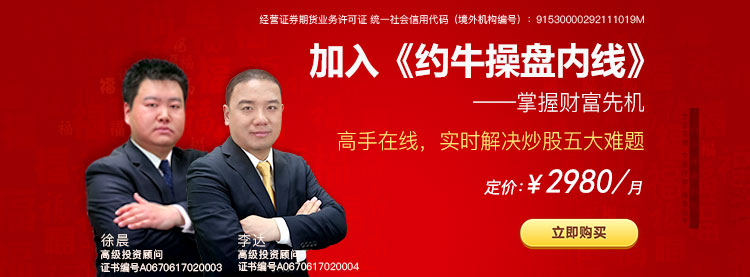 经营证券期货业务许可证 统一社会信用代码（境外机构编号）：91530000292111019M
加入《约牛操盘内线》
——掌握财富先机
高手在线，实时解决炒股五大难题
定价：￥2980/月
立即购买
徐晨
高级投资顾问
证书编号A0670617020003
李达
高级投资顾问
证书编号A0670617020004